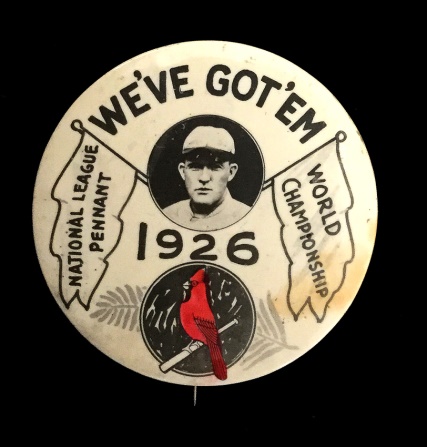 WE'VE GOT'EM
NATIONAL LEAGUE
PENNANT
WORLD
CHAMPIONSHIP
1926